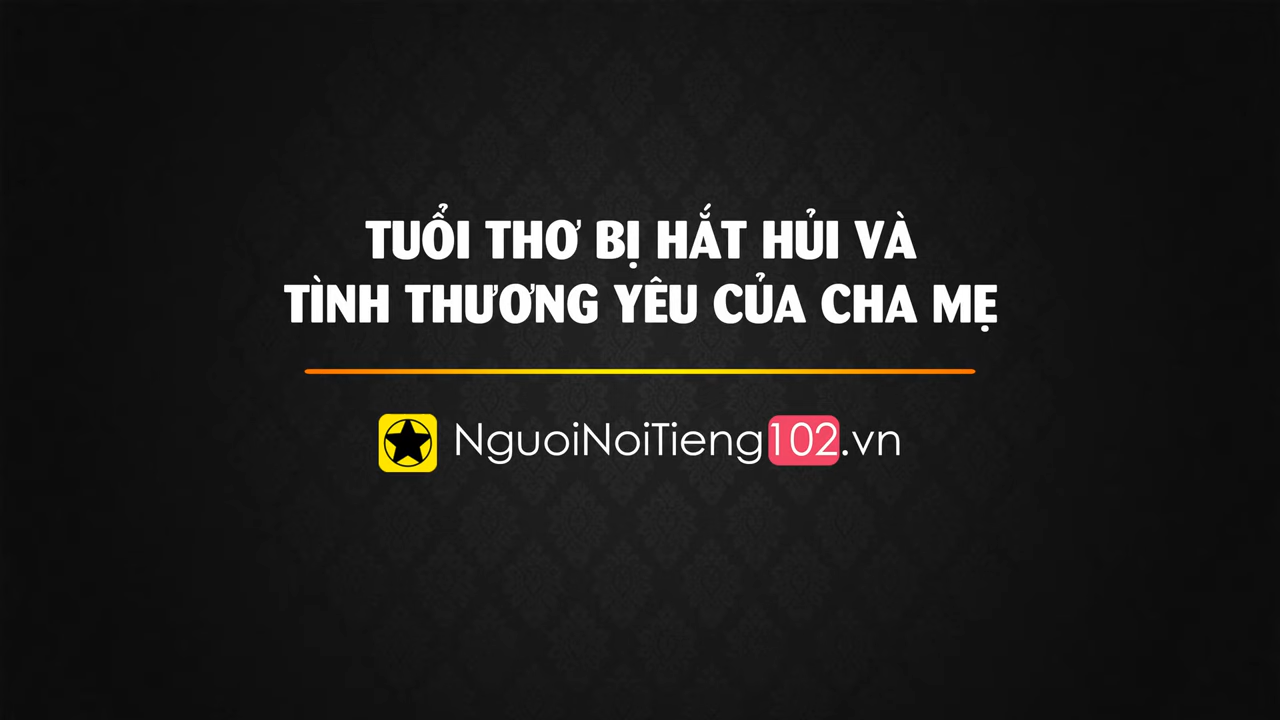 TUỔI THƠ BỊ HẮT HỦI VÀ
TÌNH THƯƠNG YÊU CỦA CHA MẸ
NguoiNoiTieng102.vn